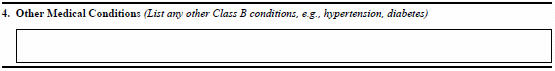 4. Other Medical Conditions (List any other Class B conditions, e.g., hypertension, diabetes)